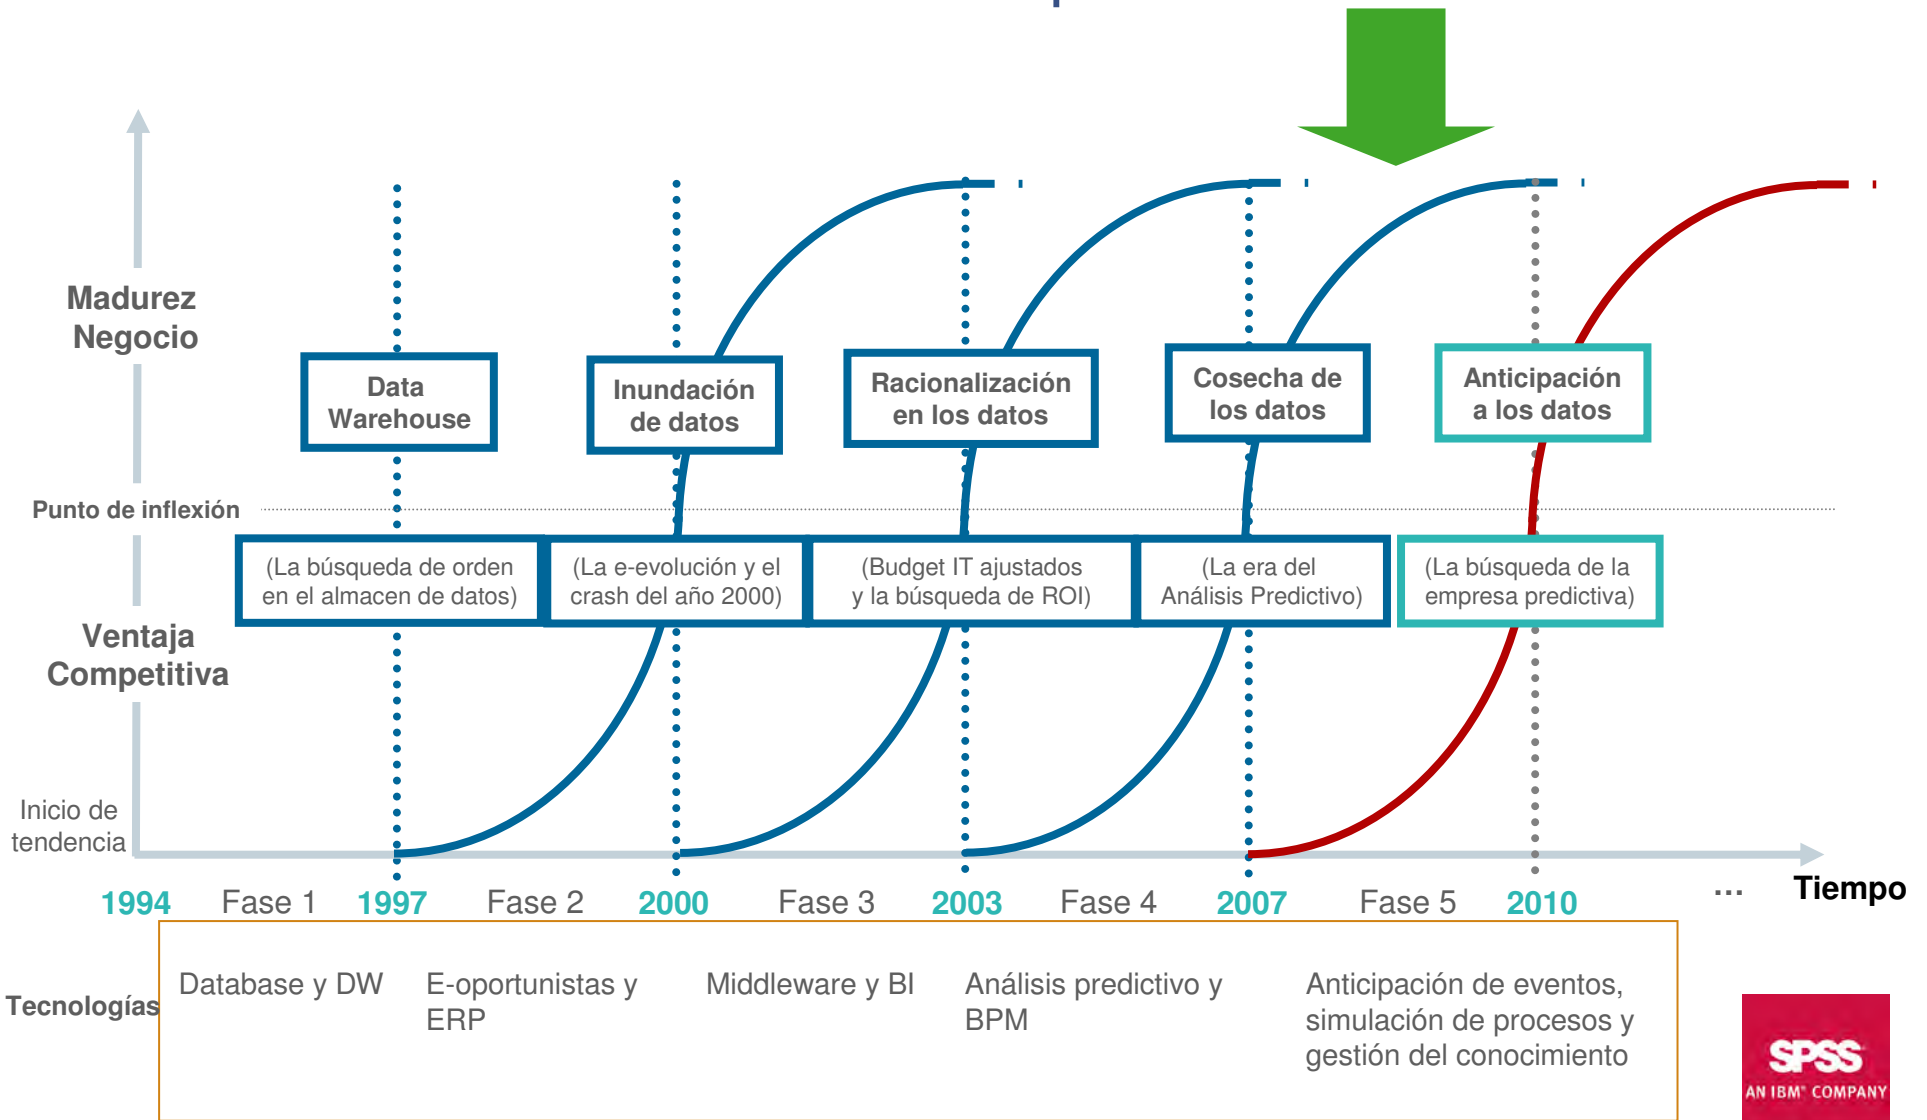 Madurez
Negocio
Data
Warehouse
Inundación
de datos
Racionalización
en los datos
Cosecha de
los datos
Anticipación
a los datos
Punto de inflexión
(La búsqueda de orden
en el almacen de datos)
(La e-evolución y el
crash del año 2000)
(Budget IT ajustados
y la búsqueda de ROI)
(La era del
Análisis Predictivo)
(La búsqueda de la
empresa predictiva)
Ventaja
Competitiva
Inicio de
tendencia
1994 Fase 1 1997 Fase 2 2000 Fase 3 2003 Fase 4 2007 Fase 5 2010 ... Tiempo
Tecnologías
Database y DW
E-oportunistas y
ERP
Middleware y BI
Análisis predictivo y
BPM
Anticipación de eventos,
simulación de procesos y
gestión del conocimiento
SPSS
AN IBM® COMPANY